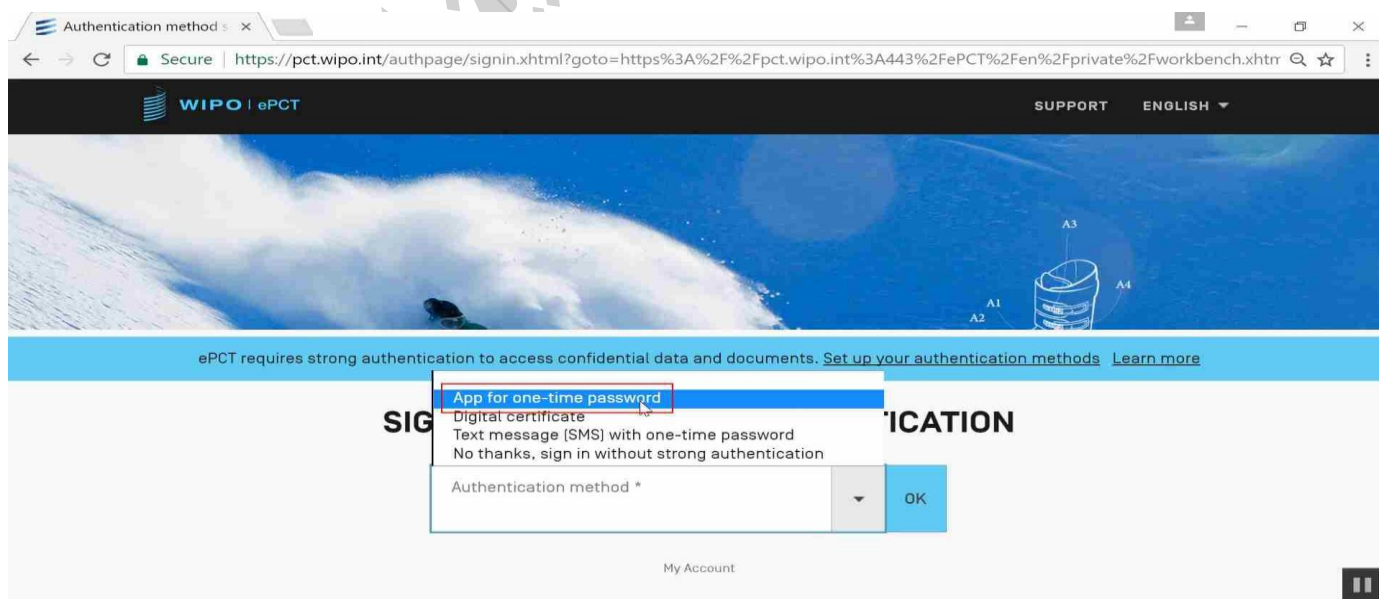 Authentication method s
Secure | https://pct.wipo.int/authpage/signin.xhtml?goto=https%3A%2F%2Fpct.wipo.int%3A443%2FePCT%2Fen%2Fprivate%2Fworkbench.xhtm
WIPO | ePCT
SUPPORT ENGLISH
A3
A4
A1
A2
ePCT requires strong authentication to access confidential data and documents. Set up your authentication methods Learn more
App for one-time password
SIG ICATION
Digital certificate
Text message (SMS) with one-time password
No thanks, sign in without strong authentication
Authentication method *
OK
My Account